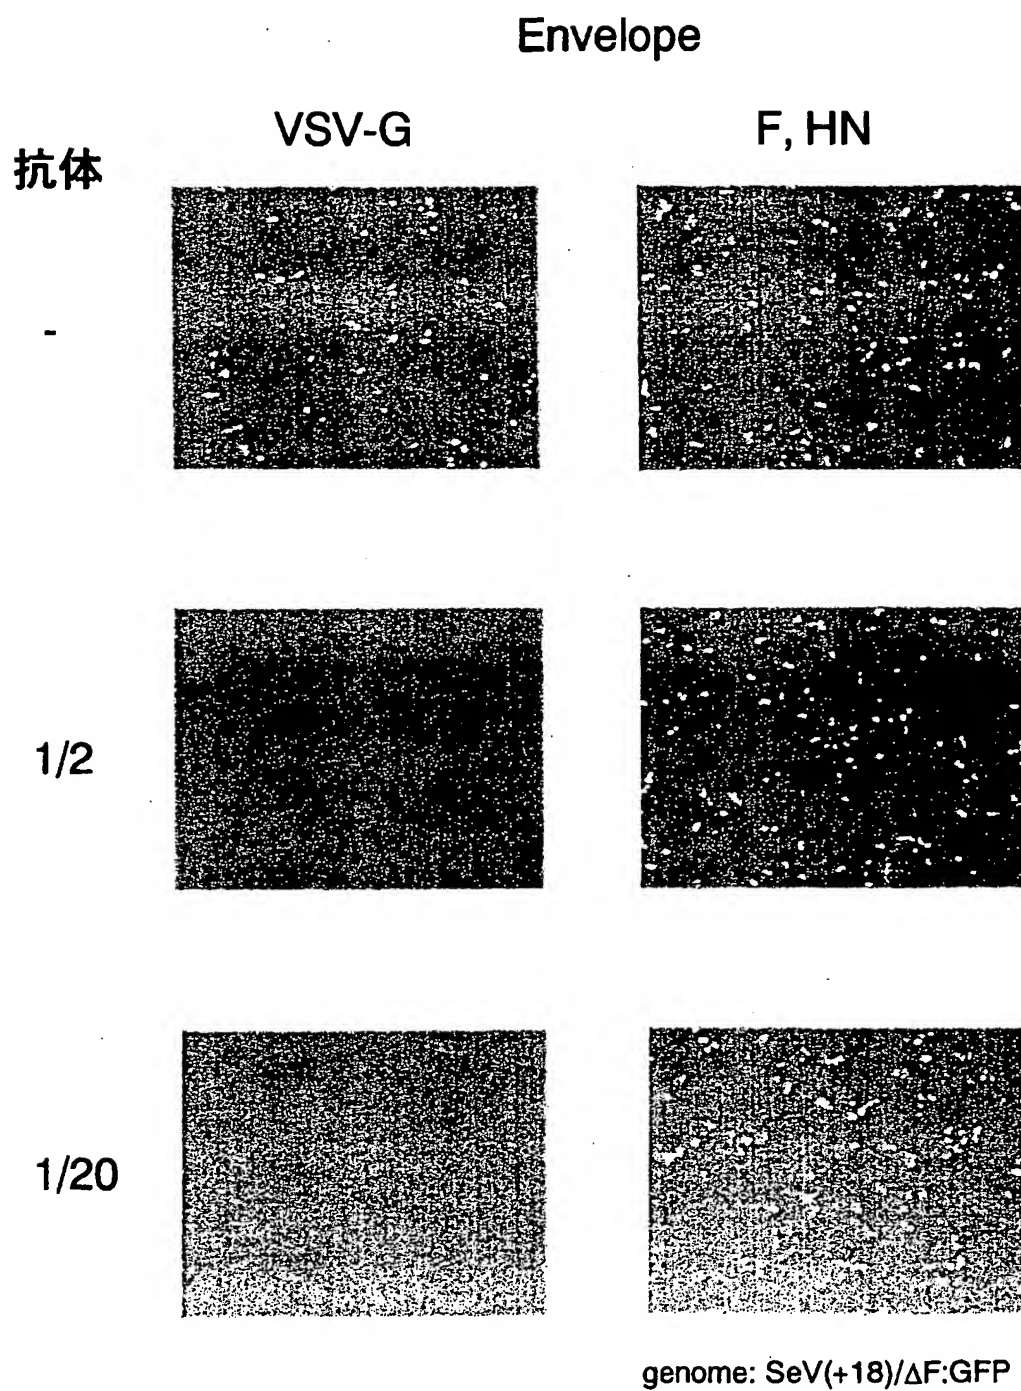 Envelope
VSV-G
F, HN
抗体
-
1/2
1/20
genome: SeV(+18)/ΔF:GFP